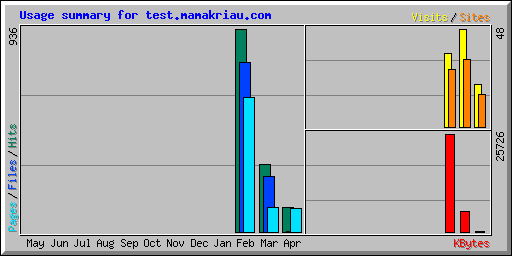 Usage summary for test.mamakriau.com
Visits/Sites
936
48
Pages/Files/Hits
25726
May Jun Jul Aug Sep Oct Nov Dec Jan Feb Mar Apr
KBytes